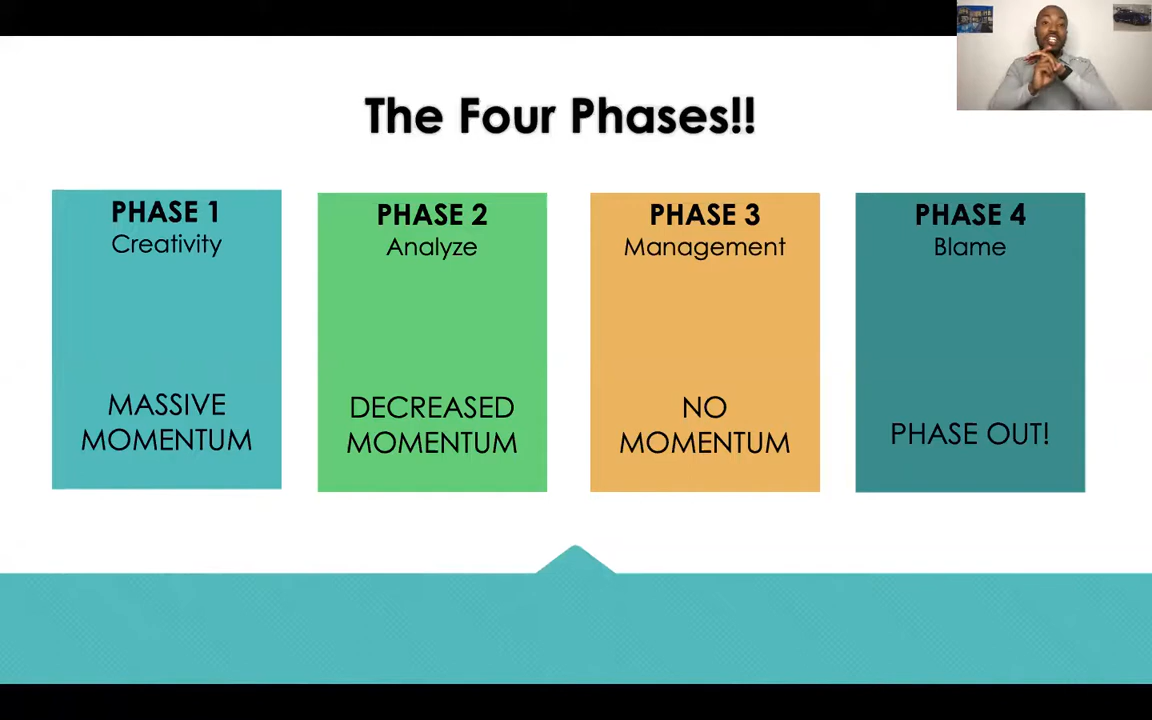 The Four Phases!!
PHASE 1
Creativity
MASSIVE
MOMENTUM
PHASE 2
Analyze
DECREASED
MOMENTUM
PHASE 3
Management
NO
MOMENTUM
PHASE 4
Blame
PHASE OUT!